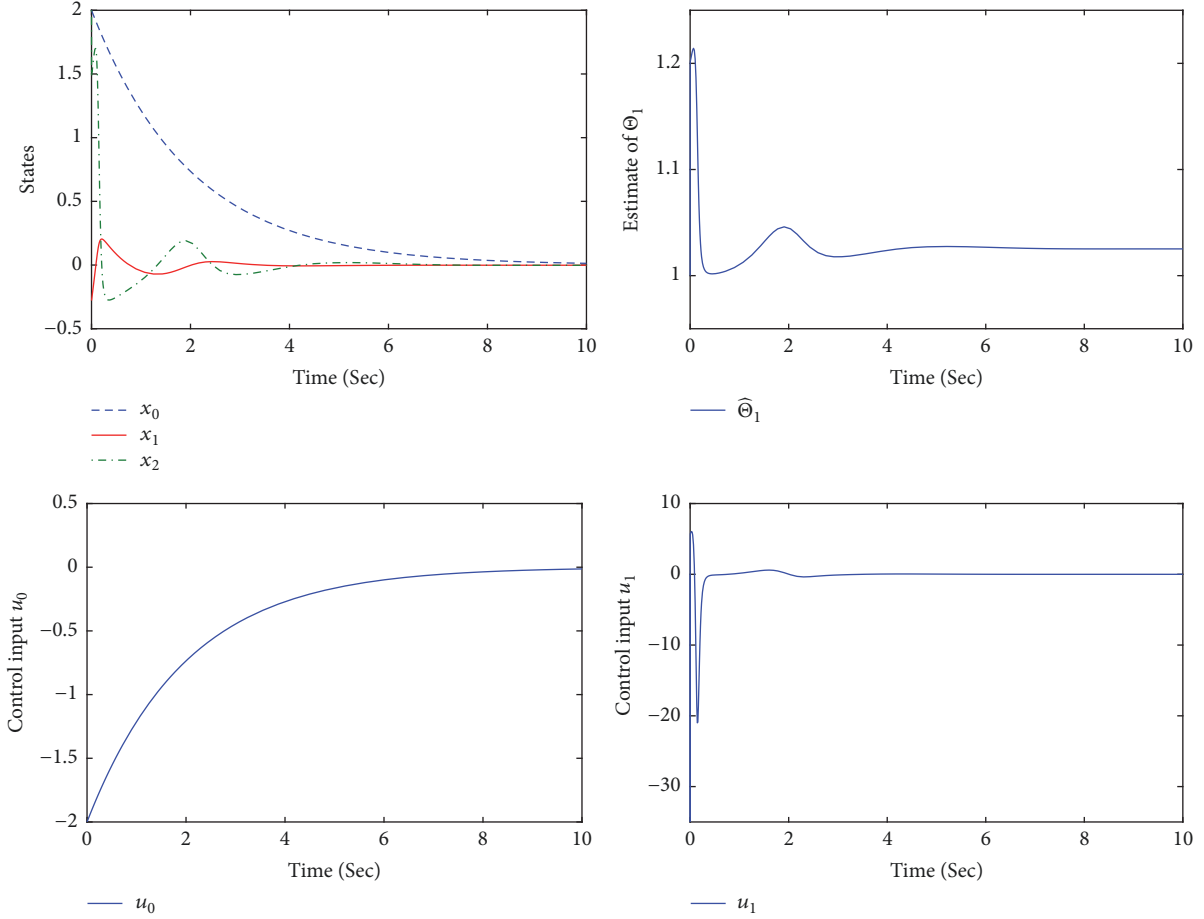 2
1.5
1
0.5
0
−0.5
States
0 2 4 6 8 10
Time (Sec)
x0
x1
x2
1.2
1.1
1
Estimate of Θ1
0 2 4 6 8 10
Time (Sec)
Θ̂1
0.5
0
−0.5
−1
−1.5
−2
Control input u0
0 2 4 6 8 10
Time (Sec)
u0
10
0
−10
−20
−30
Control input u1
0 2 4 6 8 10
Time (Sec)
u1